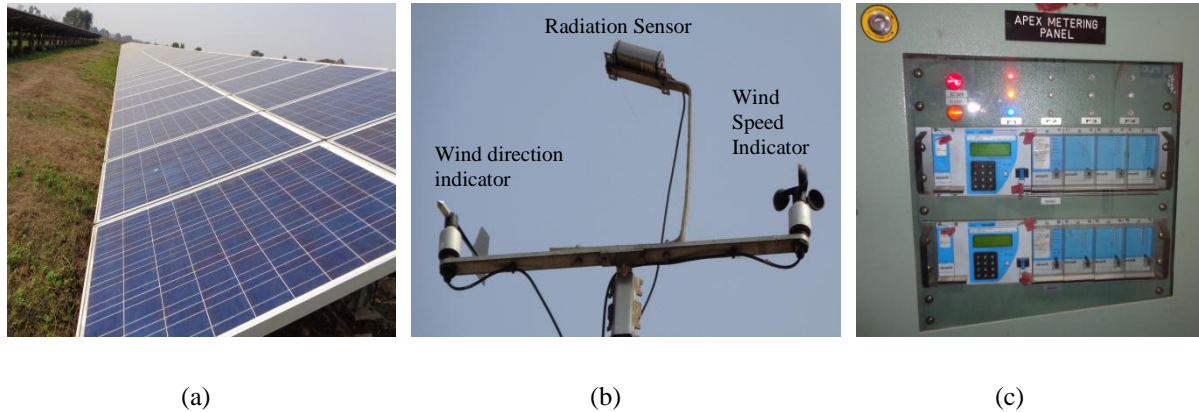 Radiation Sensor
Wind
Speed
Indicator
Wind direction
indicator
APEX METERING
PANEL
(a)
(b)
(c)